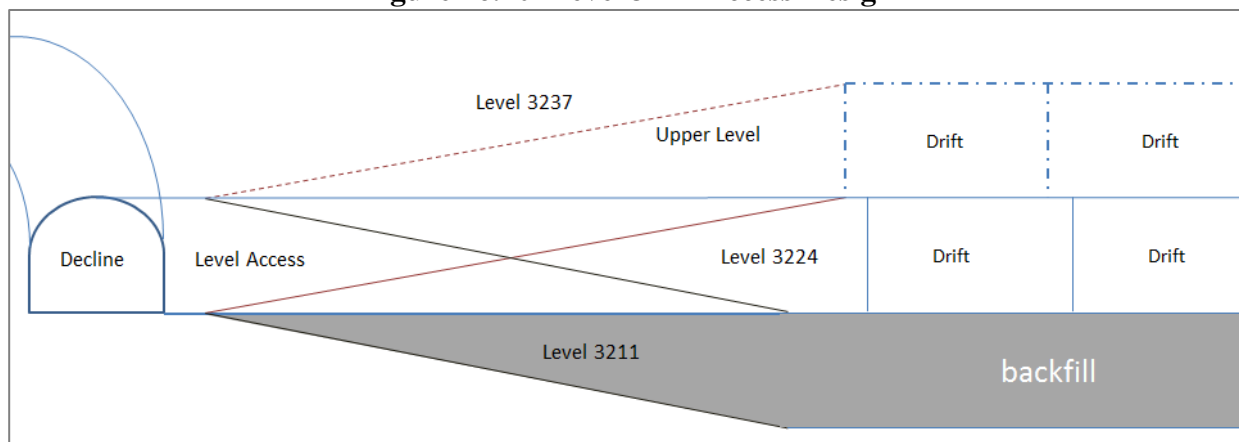 Level 3237
Upper Level
Drift
Drift
Decline
Level Access
Level 3224
Drift
Drift
Level 3211
backfill